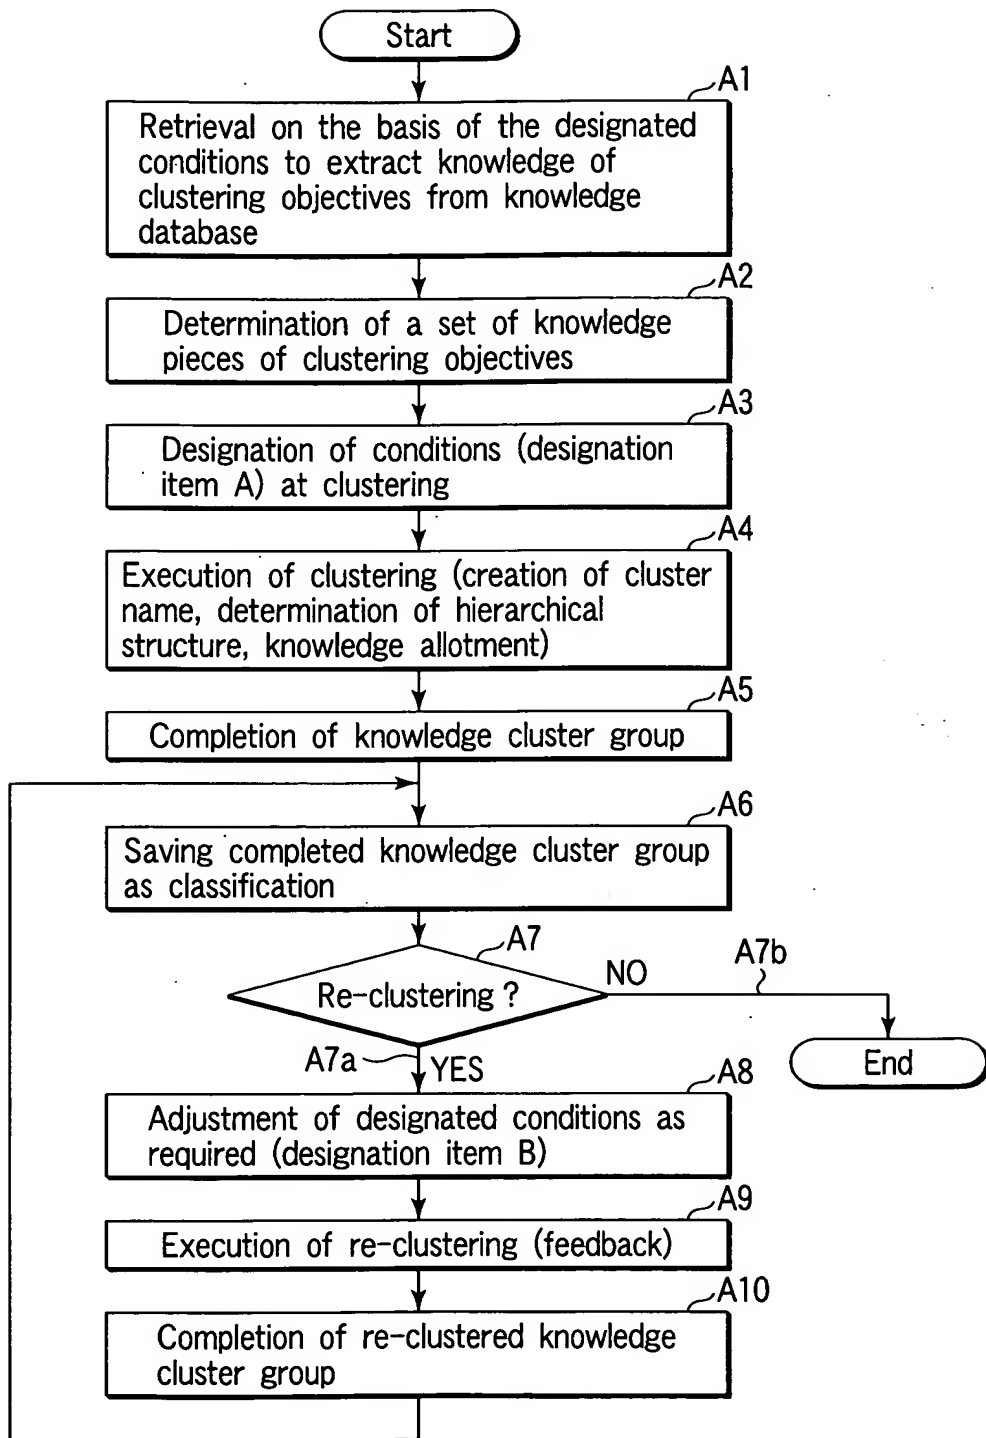 Start
A1
Retrieval on the basis of the designated
conditions to extract knowledge of
clustering objectives from knowledge
database
A2
Determination of a set of knowledge
pieces of clustering objectives
A3
Designation of conditions (designation
item A) at clustering
A4
Execution of clustering (creation of cluster
name, determination of hierarchical
structure, knowledge allotment)
A5
Completion of knowledge cluster group
A6
Saving completed knowledge cluster group
as classification
A7
Re-clustering ?
NO
A7b
End
A7a
YES
A8
Adjustment of designated conditions as
required (designation item B)
A9
Execution of re-clustering (feedback)
A10
Completion of re-clustered knowledge
cluster group